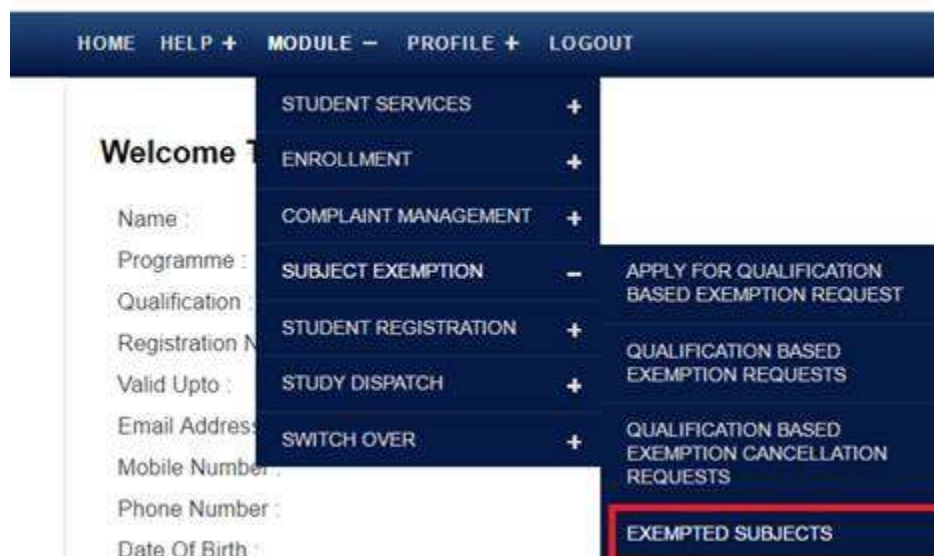 HOME HELP + MODULE – PROFILE + LOGOUT
Welcome
Name :
Programme :
Qualification :
Registration
Valid Upto :
Email Address
Mobile Number :
Phone Number :
Date Of Birth :
STUDENT SERVICES +
ENROLLMENT +
COMPLAINT MANAGEMENT +
SUBJECT EXEMPTION –
STUDENT REGISTRATION +
STUDY DISPATCH +
SWITCH OVER +
APPLY FOR QUALIFICATION
BASED EXEMPTION REQUEST
QUALIFICATION BASED
EXEMPTION REQUESTS
QUALIFICATION BASED
EXEMPTION CANCELLATION
REQUESTS
EXEMPTED SUBJECTS